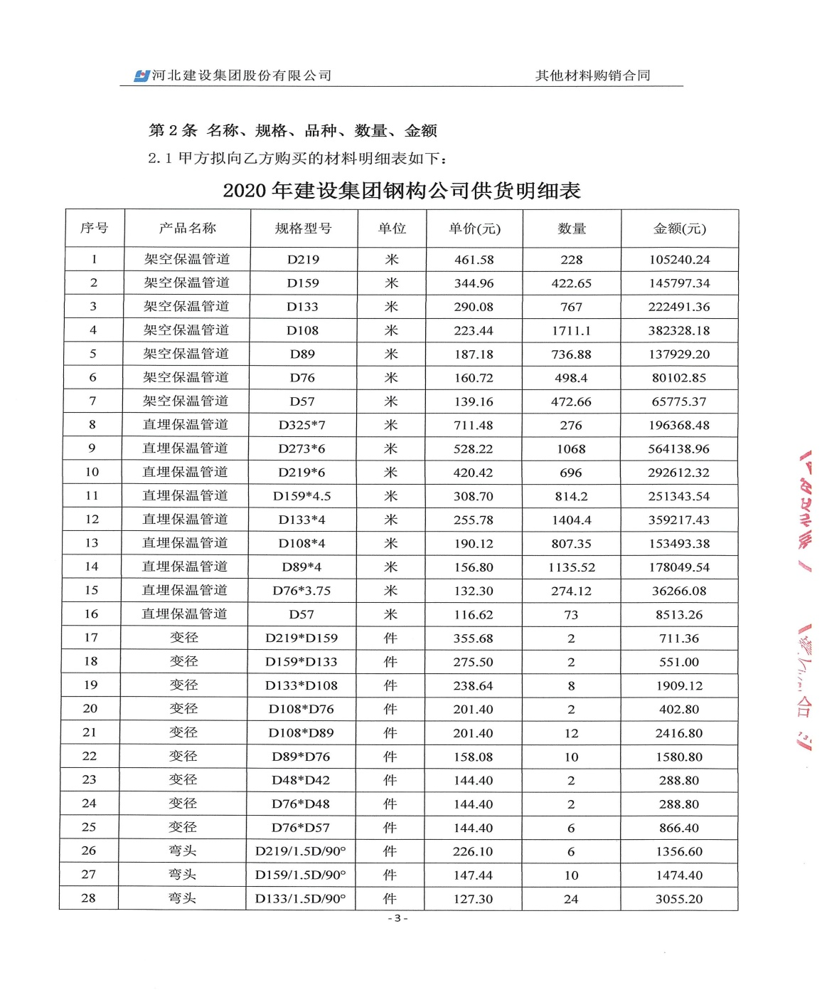 河北建设集团股份有限公司 其他材料购销合同
第 2 条 名称、规格、品种、数量、金额
2.1 甲方拟向乙方购买的材料明细表如下：
2020 年建设集团钢构公司供货明细表
序号 产品名称 规格型号 单位 单价(元) 数量 金额(元)
1 架空保温管道 D219 米 461.58 228 105240.24
2 架空保温管道 D159 米 344.96 422.65 145797.34
3 架空保温管道 D133 米 290.08 767 222491.36
4 架空保温管道 D108 米 223.44 1711.1 382328.18
5 架空保温管道 D89 米 187.18 736.88 137929.20
6 架空保温管道 D76 米 160.72 498.4 80102.85
7 架空保温管道 D57 米 139.16 472.66 65775.37
8 直埋保温管道 D325*7 米 711.48 276 196368.48
9 直埋保温管道 D273*6 米 528.22 1068 564138.96
10 直埋保温管道 D219*6 米 420.42 696 292612.32
11 直埋保温管道 D159*4.5 米 308.70 814.2 251343.54
12 直埋保温管道 D133*4 米 255.78 1404.4 359217.43
13 直埋保温管道 D108*4 米 190.12 807.35 153493.38
14 直埋保温管道 D89*4 米 156.80 1135.52 178049.54
15 直埋保温管道 D76*3.75 米 132.30 274.12 36266.08
16 直埋保温管道 D57 米 116.62 73 8513.26
17 变径 D219*D159 件 355.68 2 711.36
18 变径 D159*D133 件 275.50 2 551.00
19 变径 D133*D108 件 238.64 8 1909.12
20 变径 D108*D76 件 201.40 2 402.80
21 变径 D108*D89 件 201.40 12 2416.80
22 变径 D89*D76 件 158.08 10 1580.80
23 变径 D48*D42 件 144.40 2 288.80
24 变径 D76*D48 件 144.40 2 288.80
25 变径 D76*D57 件 144.40 6 866.40
26 弯头 D219/1.5D/90° 件 226.10 6 1356.60
27 弯头 D159/1.5D/90° 件 147.44 10 1474.40
28 弯头 D133/1.5D/90° 件 127.30 24 3055.20
- 3 -